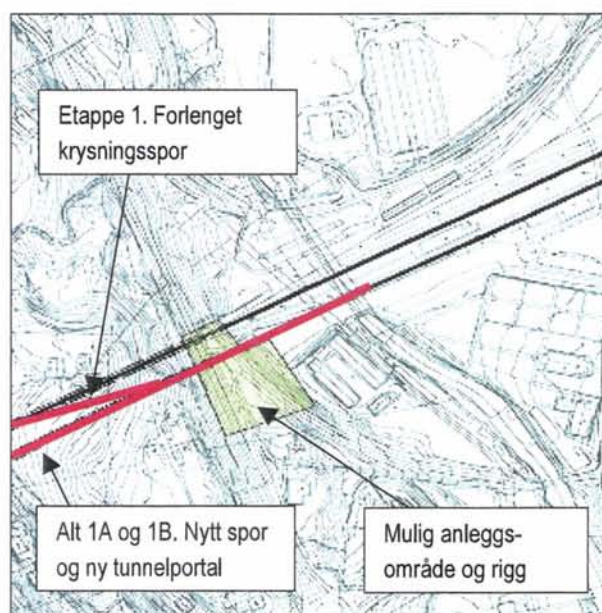 Etappe 1. Forlenget
krysningsspor
Alt 1A og 1B. Nytt spor
og ny tunnelportal
Mulig anleggs-
område og rigg